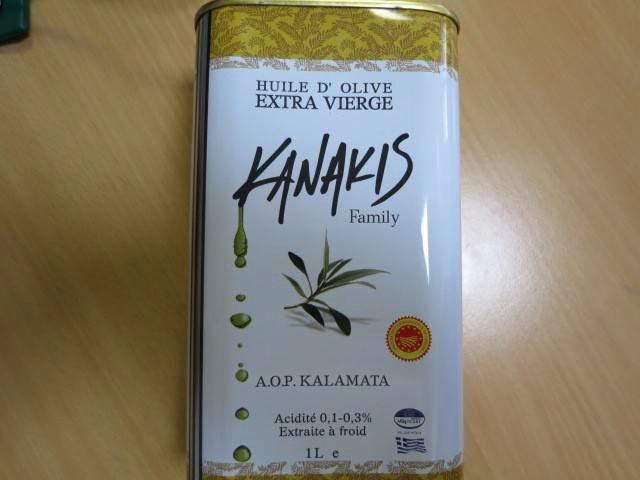 HUILE D' OLIVE
EXTRA VIERGE
KANAKIS
Family
A.O.P. KALAMATA
Acidité 0,1-0,3%
Extraite à froid
1L e